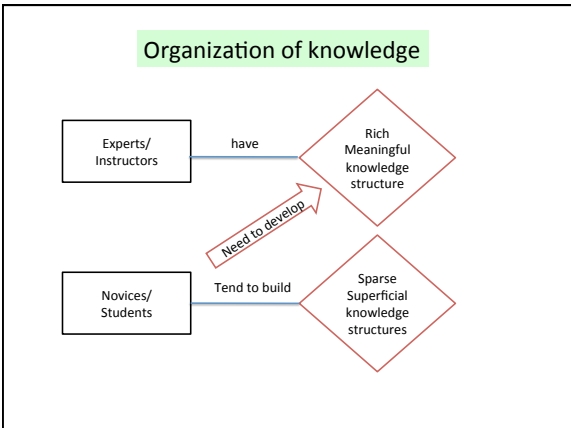 Organization of knowledge
Experts/
Instructors
have
Rich
Meaningful
knowledge
structure
Need to develop
Novices/
Students
Tend to build
Sparse
Superficial
knowledge
structures